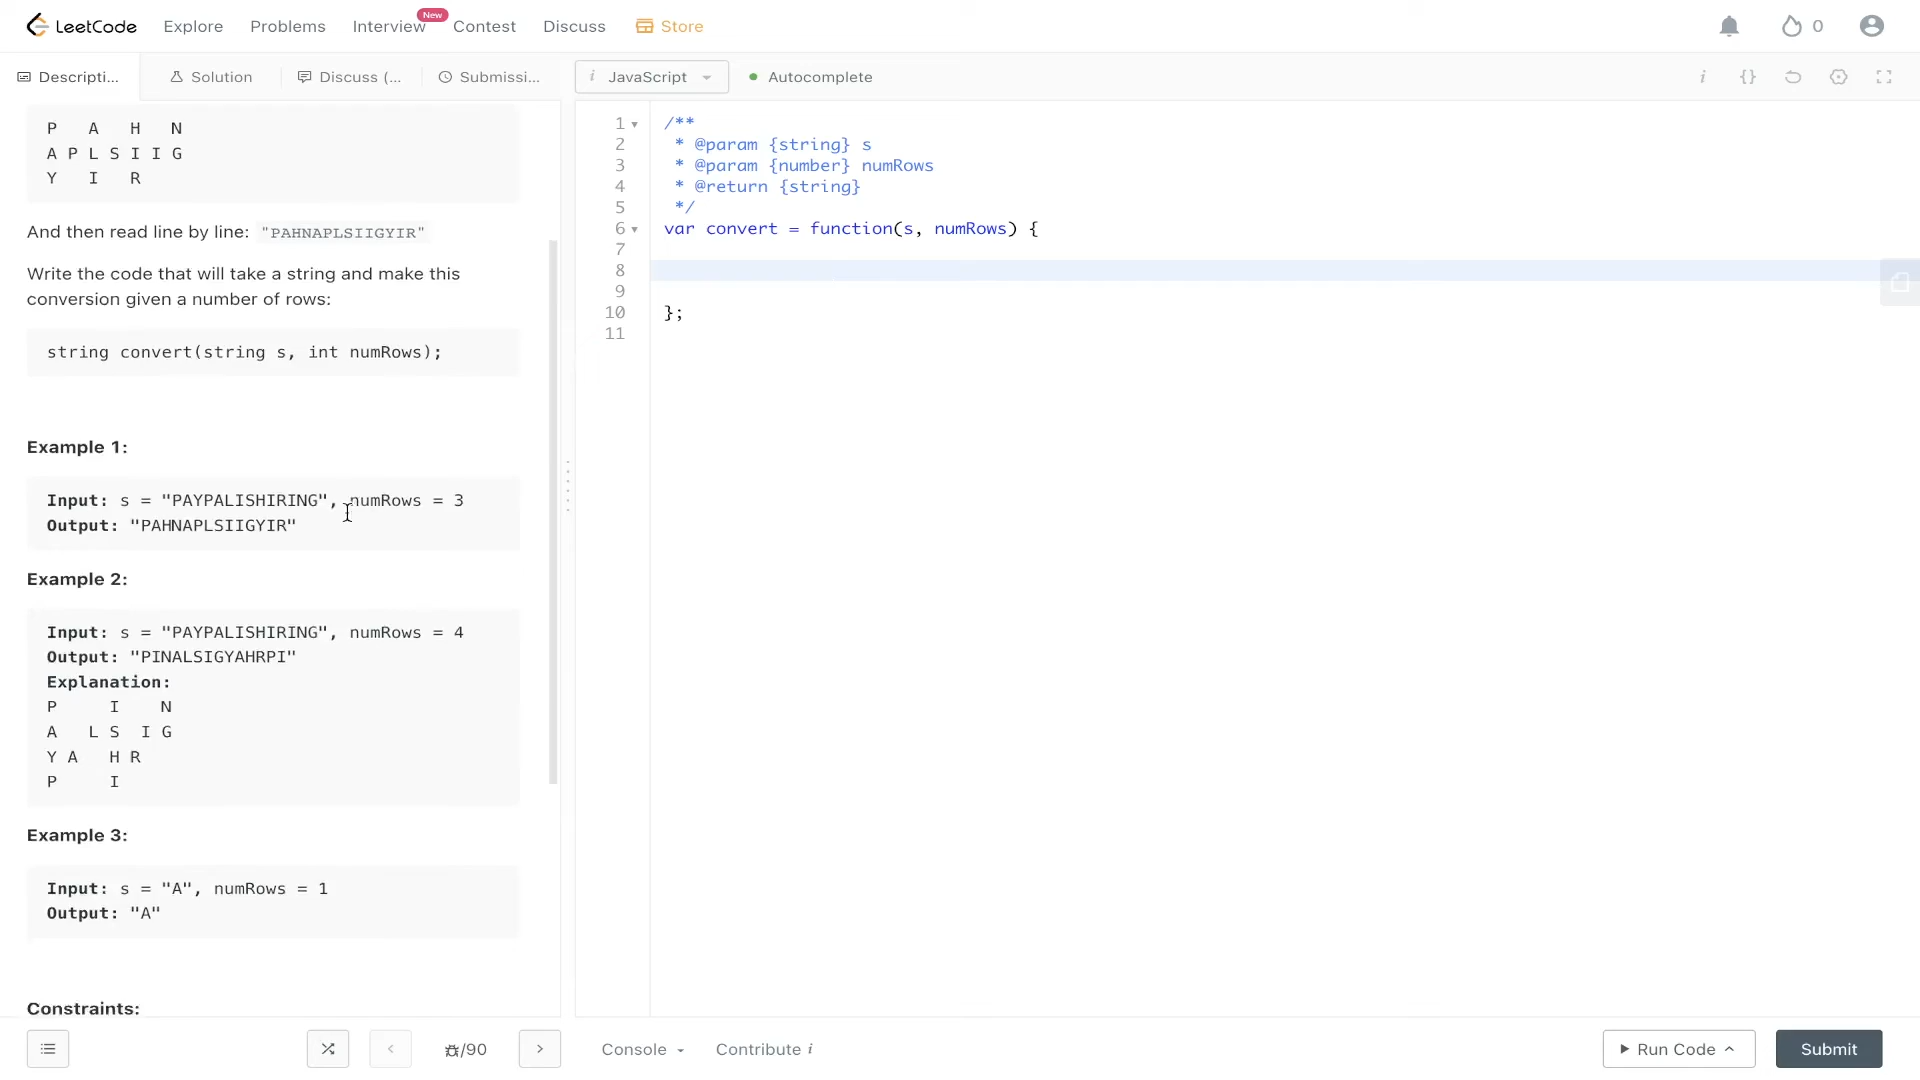 LeetCode Explore Problems Interview New Contest Discuss Store 0
Descripti... Solution Discuss (... Submissi... i JavaScript Autocomplete i {}
P A H N
A P L S I I G
Y I R
And then read line by line: "PAHNAPLSIIGYIR"
Write the code that will take a string and make this
conversion given a number of rows:
string convert(string s, int numRows);
Example 1:
Input: s = "PAYPALISHIRING", numRows = 3
Output: "PAHNAPLSIIGYIR"
Example 2:
Input: s = "PAYPALISHIRING", numRows = 4
Output: "PINALSIGYAHRPI"
Explanation:
P I N
A L S I G
Y A H R
P I
Example 3:
Input: s = "A", numRows = 1
Output: "A"
Constraints:
1 /**
2 * @param {string} s
3 * @param {number} numRows
4 * @return {string}
5 */
6 var convert = function(s, numRows) {
7
8
9
10 };
11
/90 Console Contribute i Run Code Submit